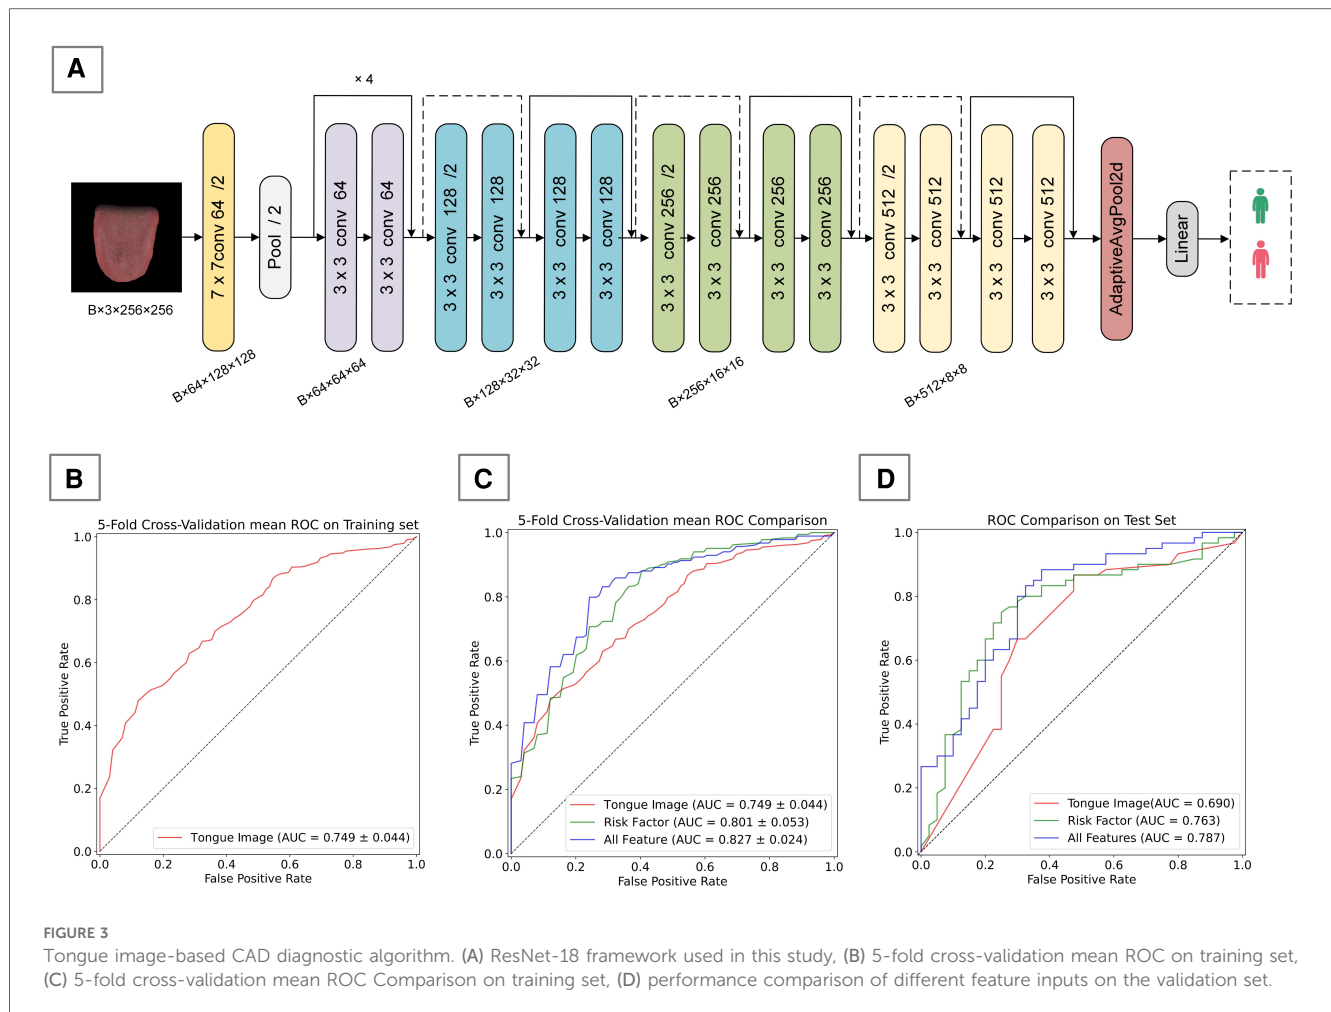 A
× 4
7 x 7conv 64 /2
Pool / 2
3 x 3 conv 64
3 x 3 conv 64
3 x 3 conv 128 /2
3 x 3 conv 128
3 x 3 conv 128
3 x 3 conv 128
3 x 3 conv 256 /2
3 x 3 conv 256
3 x 3 conv 256
3 x 3 conv 256
3 x 3 conv 512 /2
3 x 3 conv 512
3 x 3 conv 512
3 x 3 conv 512
AdaptiveAvgPool2d
Linear
B×3×256×256
B×64×128×128
B×64×64×64
B×128×32×32
B×256×16×16
B×512×8×8
B
5-Fold Cross-Validation mean ROC on Training set
True Positive Rate
1.0
0.8
0.6
0.4
0.2
0.0
Tongue Image (AUC = 0.749 ± 0.044)
0.0 0.2 0.4 0.6 0.8 1.0
False Positive Rate
C
5-Fold Cross-Validation mean ROC Comparison
True Positive Rate
1.0
0.8
0.6
0.4
0.2
0.0
Tongue Image (AUC = 0.749 ± 0.044)
Risk Factor (AUC = 0.801 ± 0.053)
All Feature (AUC = 0.827 ± 0.024)
0.0 0.2 0.4 0.6 0.8 1.0
False Positive Rate
D
ROC Comparison on Test Set
True Positive Rate
1.0
0.8
0.6
0.4
0.2
0.0
Tongue Image(AUC = 0.690)
Risk Factor (AUC = 0.763)
All Features (AUC = 0.787)
0.0 0.2 0.4 0.6 0.8 1.0
False Positive Rate
FIGURE 3
Tongue image-based CAD diagnostic algorithm. (A) ResNet-18 framework used in this study, (B) 5-fold cross-validation mean ROC on training set,
(C) 5-fold cross-validation mean ROC Comparison on training set, (D) performance comparison of different feature inputs on the validation set.